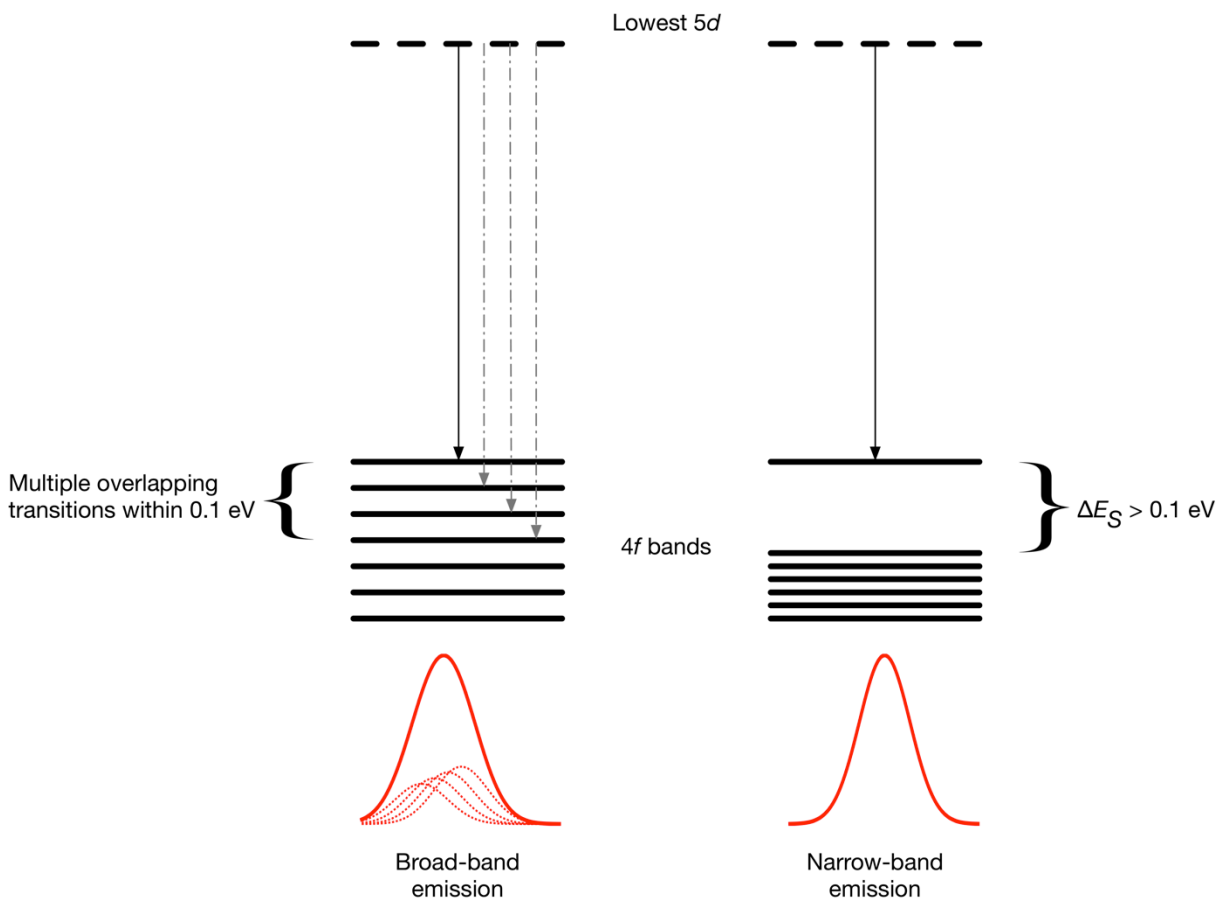 Lowest 5d
Multiple overlapping
transitions within 0.1 eV
4f bands
ΔE_S > 0.1 eV
Broad-band
emission
Narrow-band
emission